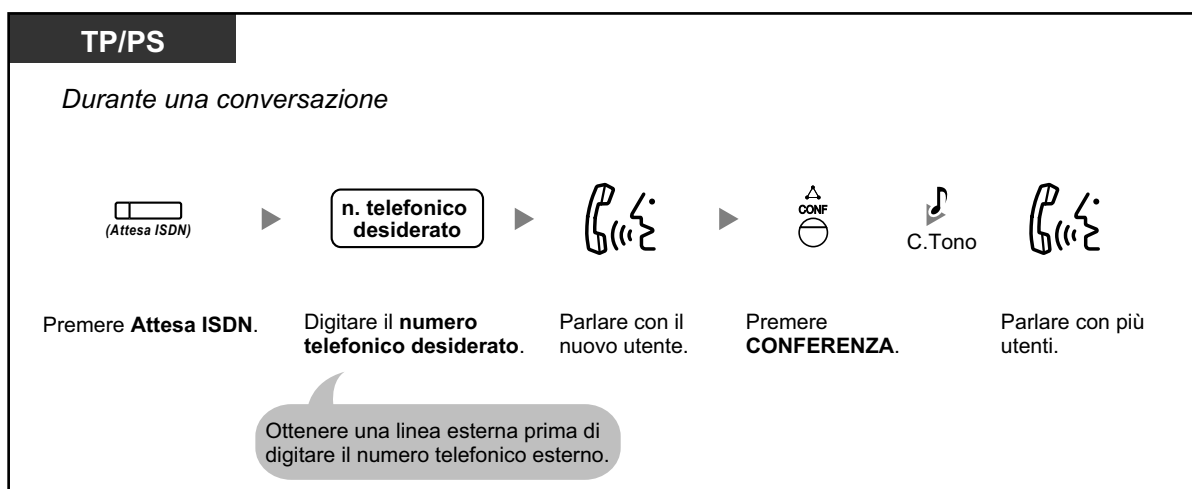 TP/PS
Durante una conversazione
(Attesa ISDN)
n. telefonico
desiderato
CONF
C.Tono
Premere Attesa ISDN.
Digitare il numero
telefonico desiderato.
Parlare con il
nuovo utente.
Premere
CONFERENZA.
Parlare con più
utenti.
Ottenere una linea esterna prima di
digitare il numero telefonico esterno.